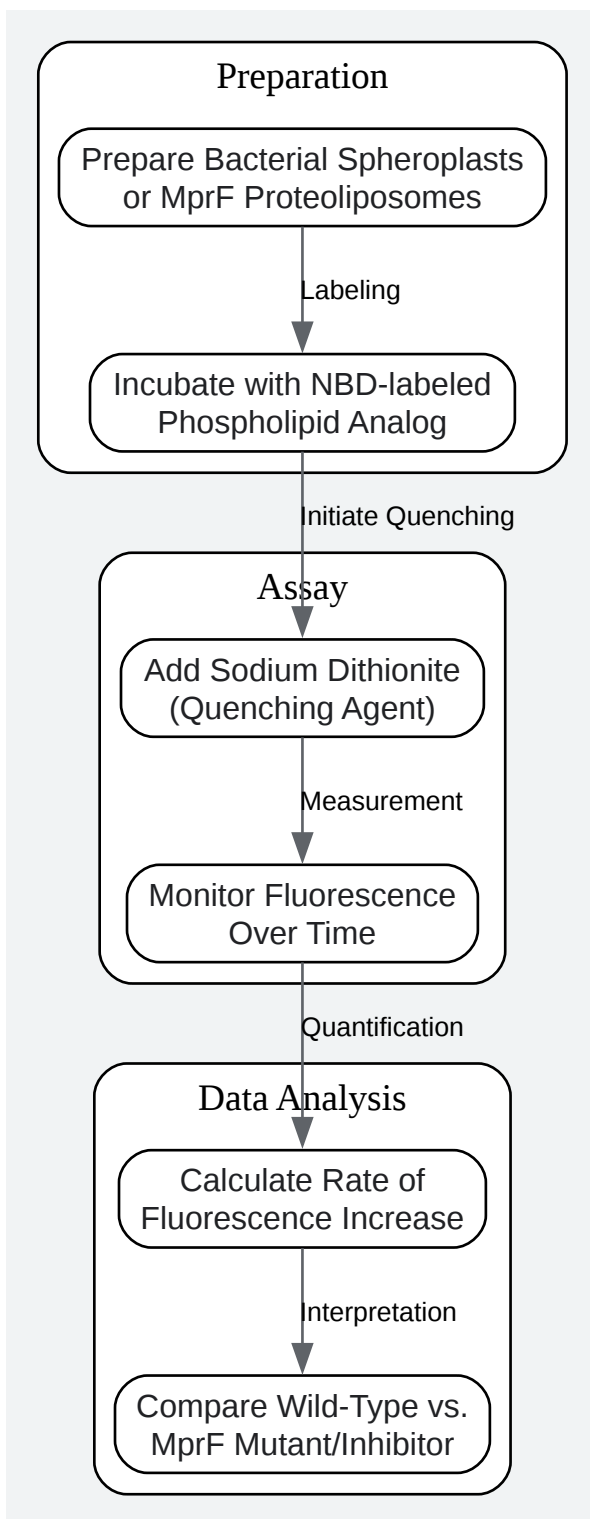 Preparation
Prepare Bacterial Spheroplasts
or MprF Proteoliposomes
Labeling
Incubate with NBD-labeled
Phospholipid Analog
Initiate Quenching
Assay
Add Sodium Dithionite
(Quenching Agent)
Measurement
Monitor Fluorescence
Over Time
Quantification
Data Analysis
Calculate Rate of
Fluorescence Increase
Interpretation
Compare Wild-Type vs.
MprF Mutant/Inhibitor